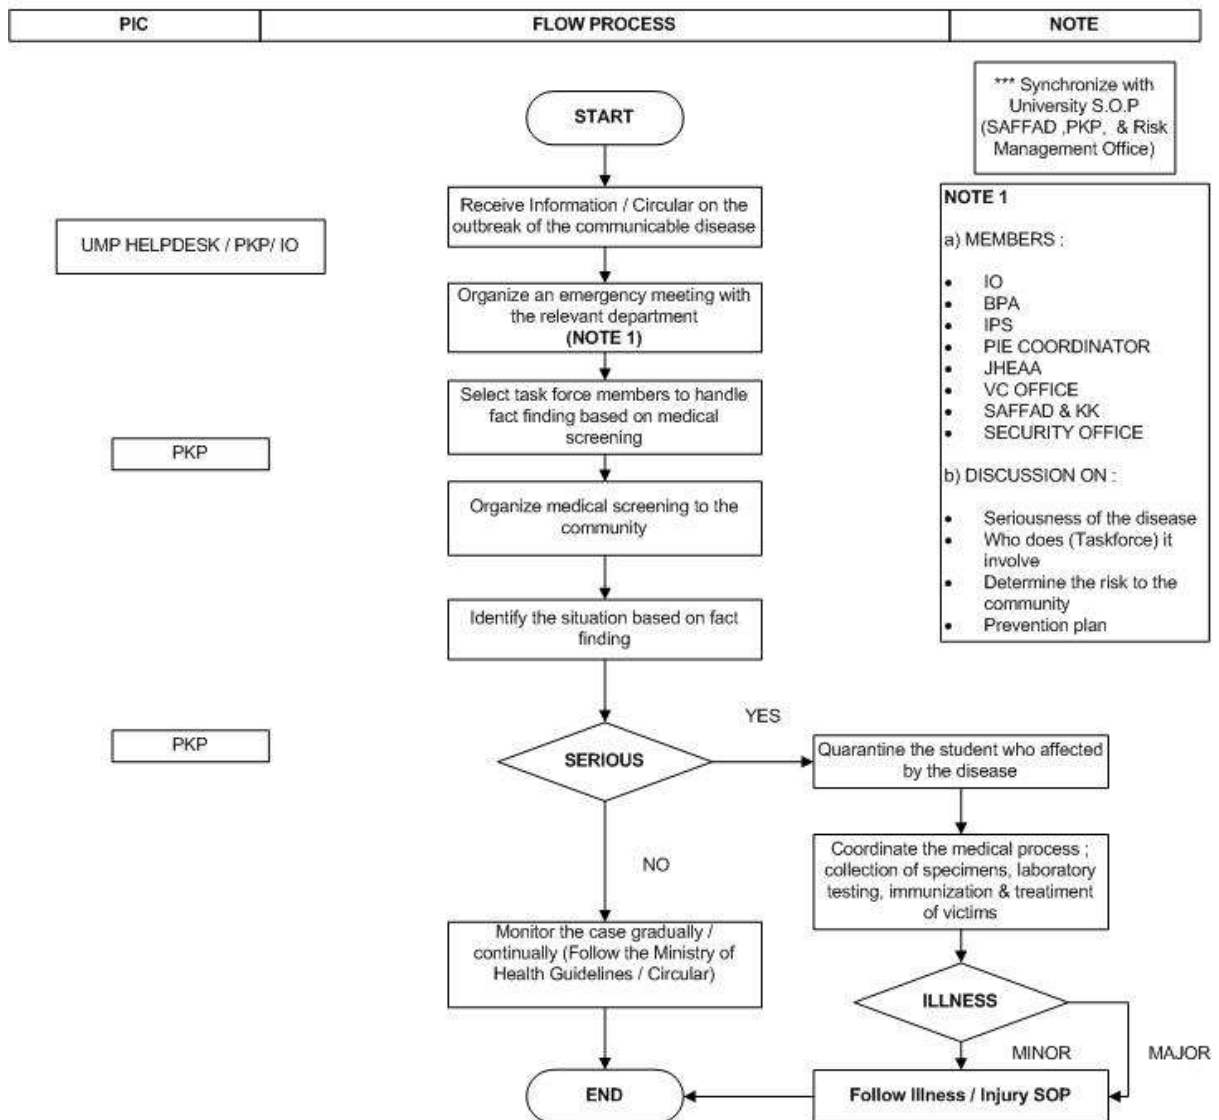 PIC
FLOW PROCESS
NOTE
START
*** Synchronize with
University S.O.P
(SAFFAD ,PKP, & Risk
Management Office)
UMP HELPDESK / PKP/ IO
Receive Information / Circular on the
outbreak of the communicable disease
Organize an emergency meeting with
the relevant department
(NOTE 1)
Select task force members to handle
fact finding based on medical
screening
PKP
Organize medical screening to the
community
Identify the situation based on fact
finding
NOTE 1
a) MEMBERS :
• IO
• BPA
• IPS
• PIE COORDINATOR
• JHEAA
• VC OFFICE
• SAFFAD & KK
• SECURITY OFFICE
b) DISCUSSION ON :
• Seriousness of the disease
• Who does (Taskforce) it
involve
• Determine the risk to the
community
• Prevention plan
PKP
SERIOUS
YES
Quarantine the student who affected
by the disease
NO
Coordinate the medical process ;
collection of specimens, laboratory
testing, immunization & treatiment
of victims
Monitor the case gradually /
continually (Follow the Ministry of
Health Guidelines / Circular)
ILLNESS
MINOR
MAJOR
Follow Illness / Injury SOP
END